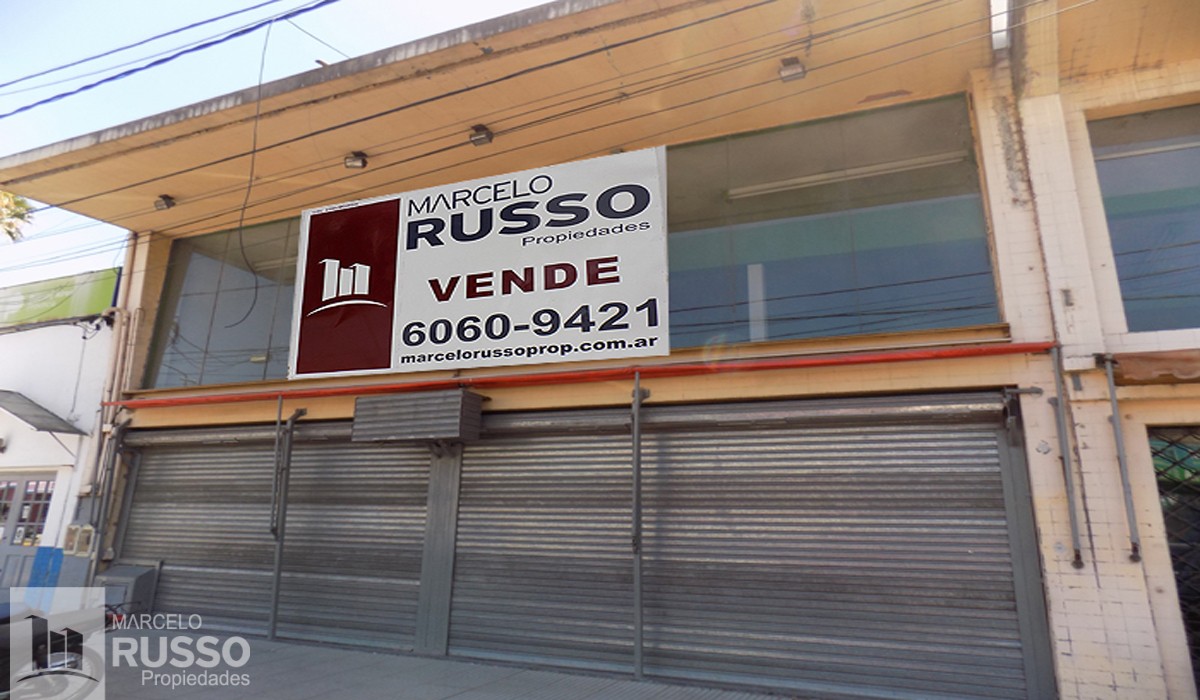 MARCELO
RUSSO
Propiedades
VENDE
6060-9421
marcelorussoprop.com.ar
MARCELO
RUSSO
Propiedades